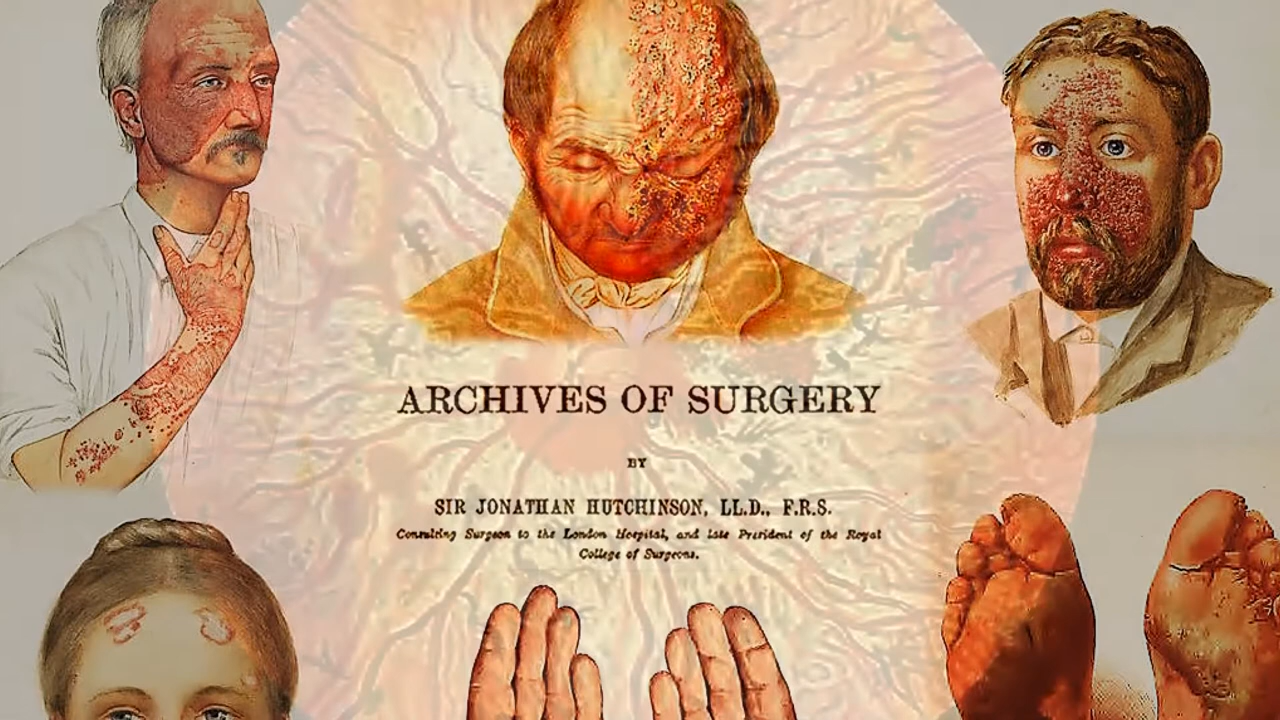 ARCHIVES OF SURGERY
BY
SIR JONATHAN HUTCHINSON, LL.D., F.R.S.
Consulting Surgeon to the London Hospital, and late President of the Royal
College of Surgeons.